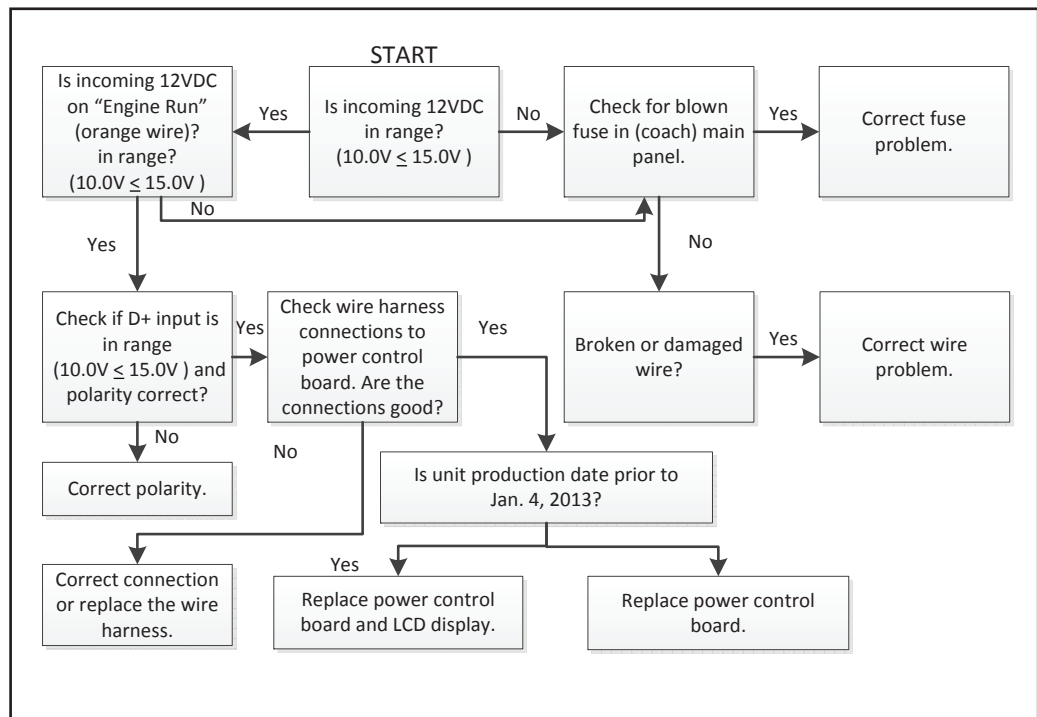 START
Is incoming 12VDC
on “Engine Run”
(orange wire)?
in range?
(10.0V ≤ 15.0V )
Yes
Is incoming 12VDC
in range?
(10.0V ≤ 15.0V )
No
Check for blown
fuse in (coach) main
panel.
Yes
Correct fuse
problem.
No
Yes
No
Check if D+ input is
in range
(10.0V ≤ 15.0V ) and
polarity correct?
Yes
Check wire harness
connections to
power control
board. Are the
connections good?
Yes
Broken or damaged
wire?
Yes
Correct wire
problem.
No
No
Correct polarity.
Is unit production date prior to
Jan. 4, 2013?
Correct connection
or replace the wire
harness.
Yes
Replace power control
board and LCD display.
Replace power control
board.